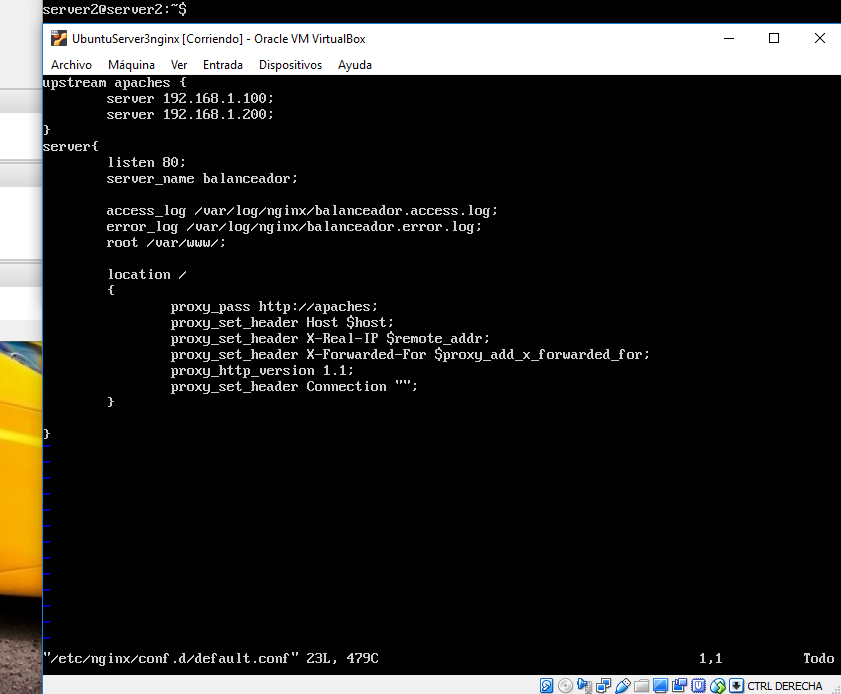 server2@server2:~$
UbuntuServer3nginx [Corriendo] - Oracle VM VirtualBox
Archivo Máquina Ver Entrada Dispositivos Ayuda
upstream apaches {
server 192.168.1.100;
server 192.168.1.200;
}
server{
listen 80;
server_name balanceador;
access_log /var/log/nginx/balanceador.access.log;
error_log /var/log/nginx/balanceador.error.log;
root /var/www/;
location /
{
proxy_pass http://apaches;
proxy_set_header Host $host;
proxy_set_header X-Real-IP $remote_addr;
proxy_set_header X-Forwarded-For $proxy_add_x_forwarded_for;
proxy_http_version 1.1;
proxy_set_header Connection "";
}
}
~
~
~
~
~
~
~
~
~
~
~
~
~
"/etc/nginx/conf.d/default.conf" 23L, 479C 1,1 Todo
CTRL DERECHA